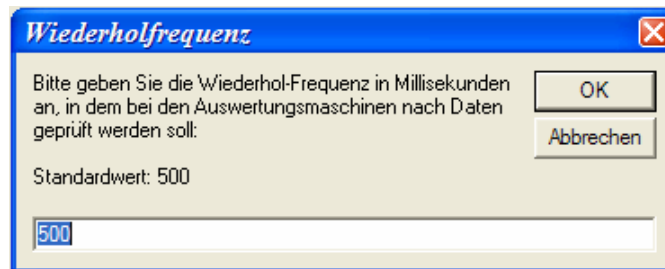 Wiederholfrequenz
Bitte geben Sie die Wiederhol-Frequenz in Millisekunden
an, in dem bei den Auswertungsmaschinen nach Daten
geprüft werden soll:
OK
Abbrechen
Standardwert: 500
500